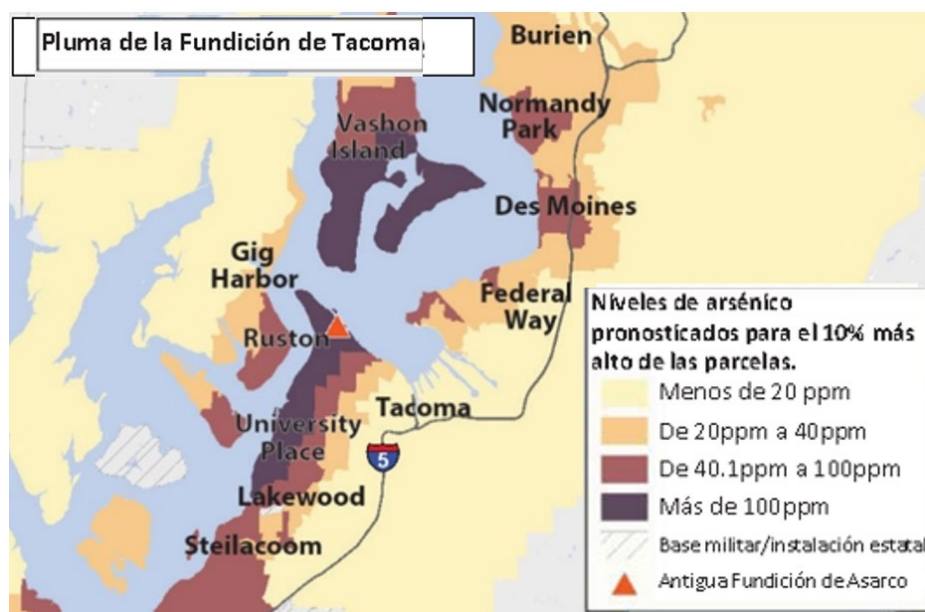 Pluma de la Fundición de Tacoma
Burien
Normandy
Park
Vashon
Island
Des Moines
Gig
Harbor
Federal
Way
Ruston
Tacoma
University
Place
5
Lakewood
Steilacoom
Níveles de arsénico
pronosticados para el 10% más
alto de las parcelas.
Menos de 20 ppm
De 20ppm a 40ppm
De 40.1ppm a 100ppm
Más de 100ppm
Base militar/instalación estatal
Antigua Fundición de Asarco